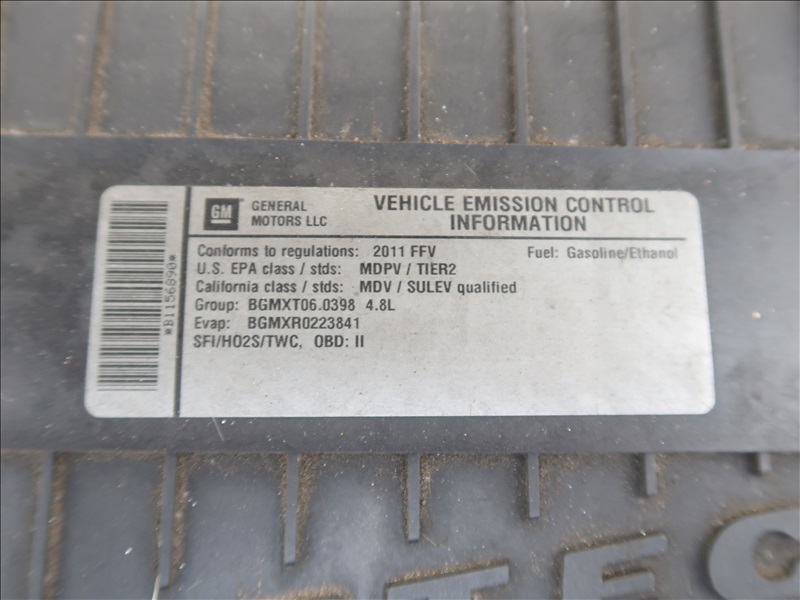 GM
GENERAL
MOTORS LLC
VEHICLE EMISSION CONTROL
INFORMATION
Conforms to regulations: 2011 FFV
Fuel: Gasoline/Ethanol
U.S. EPA class / stds: MDPV / TIER2
California class / stds: MDV / SULEV qualified
Group: BGMXT06.0398 4.8L
Evap: BGMXR0223841
SFI/HO2S/TWC, OBD: II
*B1156890*